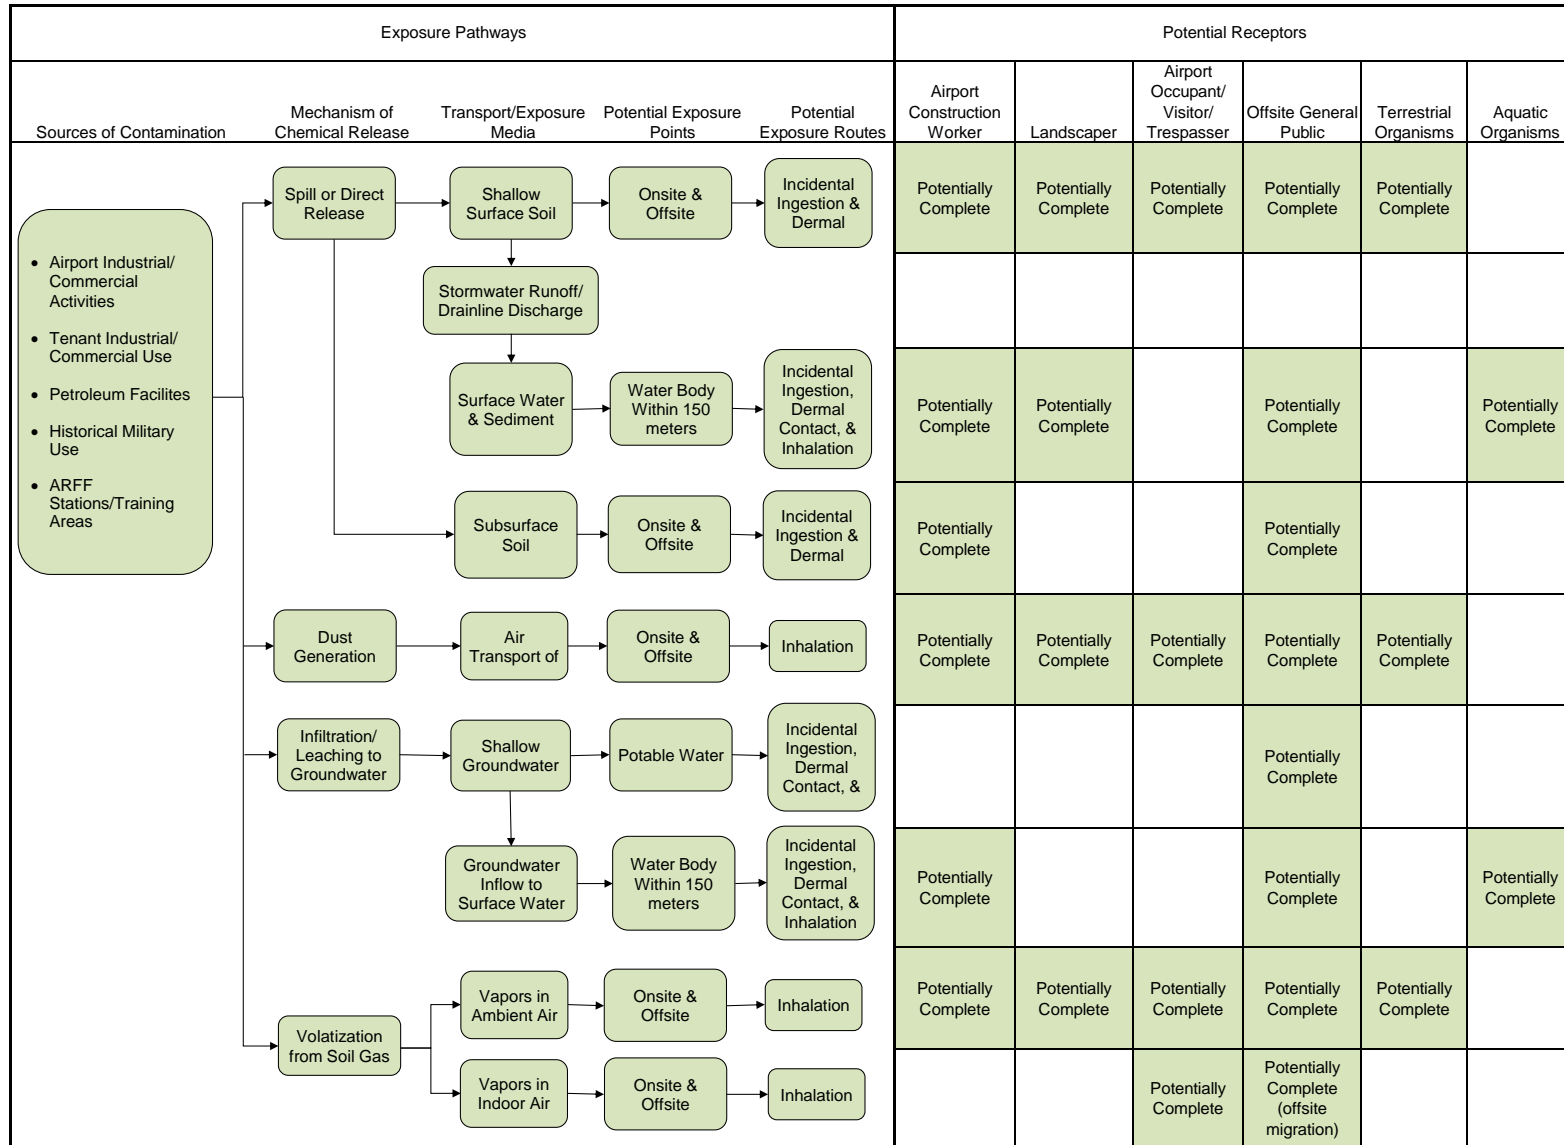 Exposure Pathways
Potential Receptors
Sources of Contamination
Mechanism of
Chemical Release
Transport/Exposure
Media
Potential Exposure
Points
Potential
Exposure Routes
Airport
Construction
Worker
Landscaper
Airport
Occupant/
Visitor/
Trespasser
Offsite General
Public
Terrestrial
Organisms
Aquatic
Organisms
• Airport Industrial/
Commercial
Activities
• Tenant Industrial/
Commercial Use
• Petroleum Facilites
• Historical Military
Use
• ARFF
Stations/Training
Areas
Spill or Direct
Release
Shallow
Surface Soil
Onsite &
Offsite
Incidental
Ingestion &
Dermal
Potentially
Complete
Potentially
Complete
Potentially
Complete
Potentially
Complete
Potentially
Complete
Stormwater Runoff/
Drainline Discharge
Surface Water
& Sediment
Water Body
Within 150
meters
Incidental
Ingestion,
Dermal
Contact, &
Inhalation
Potentially
Complete
Potentially
Complete
Potentially
Complete
Potentially
Complete
Subsurface
Soil
Onsite &
Offsite
Incidental
Ingestion &
Dermal
Potentially
Complete
Potentially
Complete
Dust
Generation
Air
Transport of
Onsite &
Offsite
Inhalation
Potentially
Complete
Potentially
Complete
Potentially
Complete
Potentially
Complete
Potentially
Complete
Infiltration/
Leaching to
Groundwater
Shallow
Groundwater
Potable Water
Incidental
Ingestion,
Dermal
Contact, &
Potentially
Complete
Groundwater
Inflow to
Surface Water
Water Body
Within 150
meters
Incidental
Ingestion,
Dermal
Contact, &
Inhalation
Potentially
Complete
Potentially
Complete
Potentially
Complete
Volatization
from Soil Gas
Vapors in
Ambient Air
Onsite &
Offsite
Inhalation
Potentially
Complete
Potentially
Complete
Potentially
Complete
Potentially
Complete
Potentially
Complete
Vapors in
Indoor Air
Onsite &
Offsite
Inhalation
Potentially
Complete
Potentially
Complete
(offsite
migration)